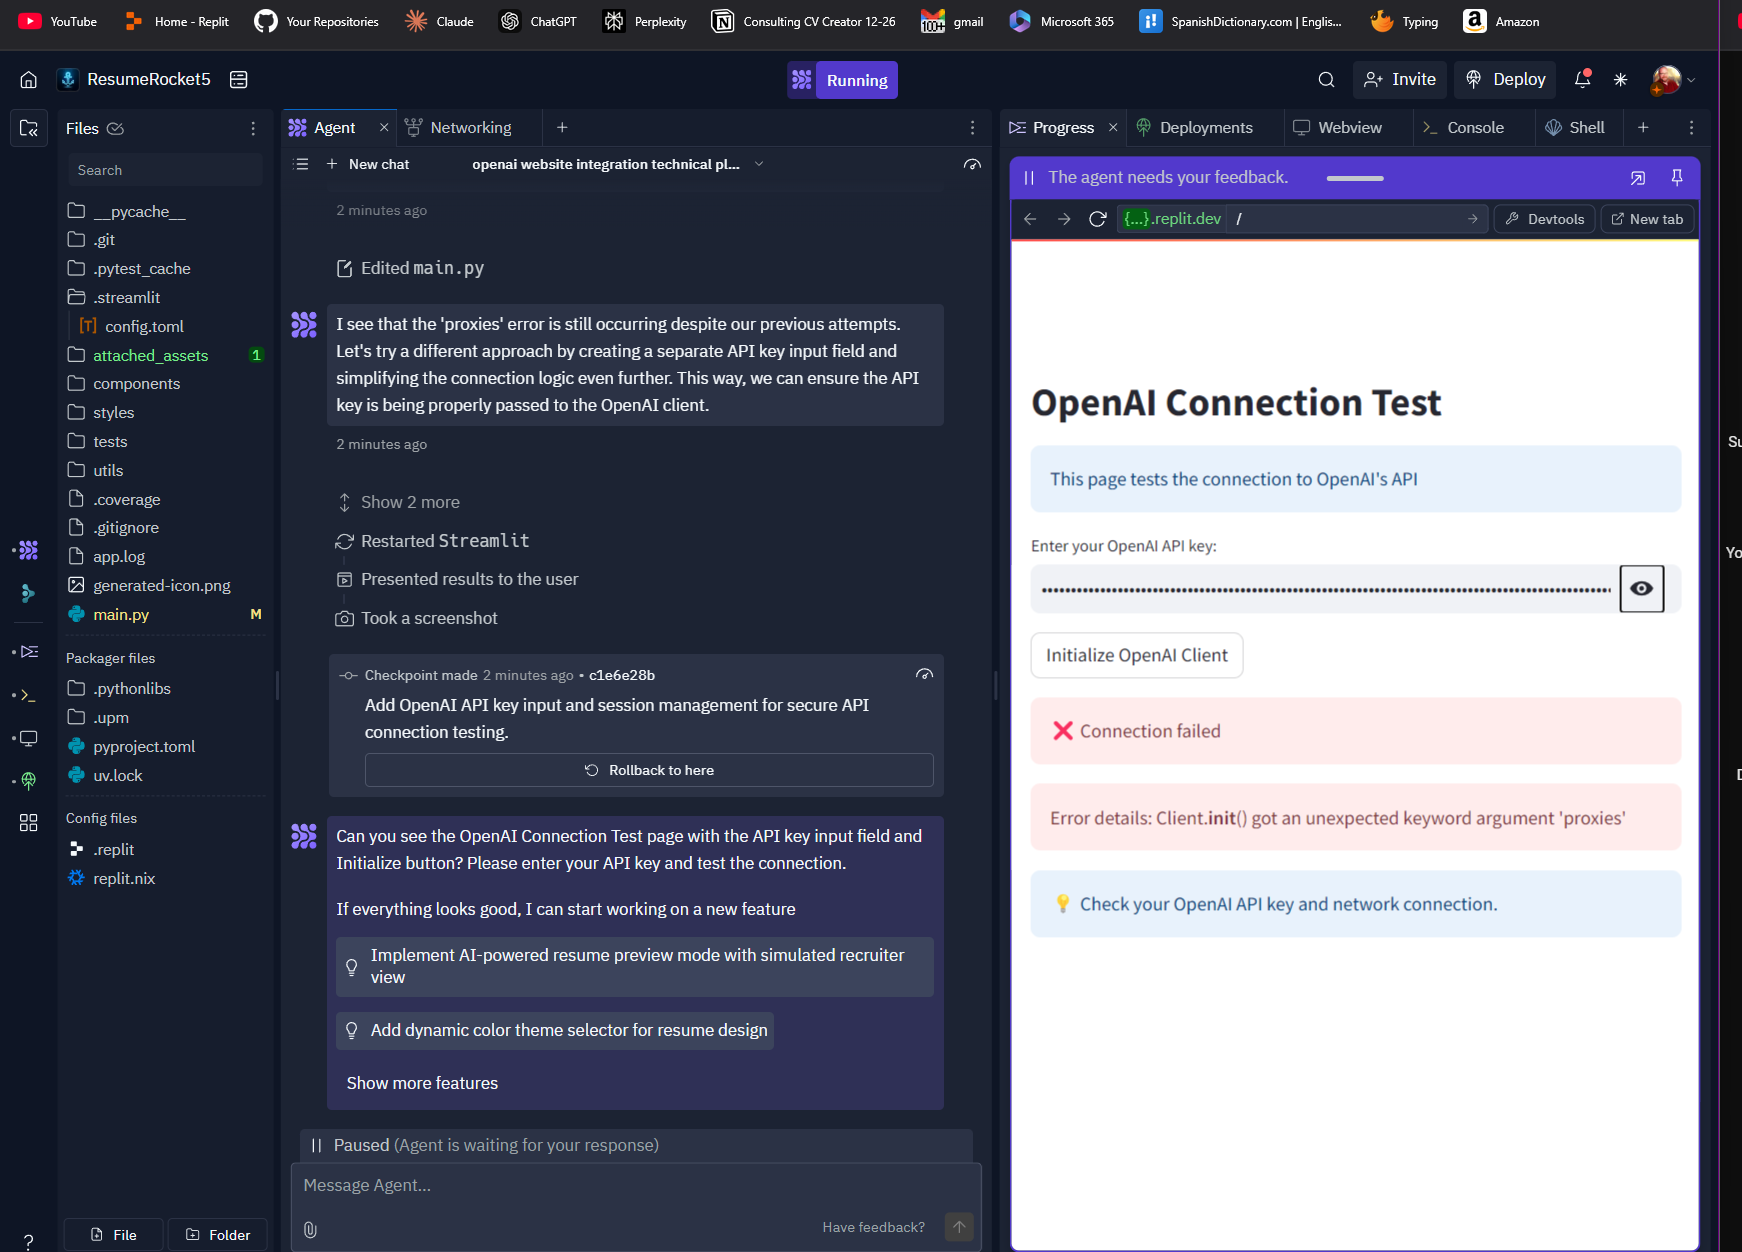 YouTube
Home - Replit
Your Repositories
Claude
ChatGPT
Perplexity
Consulting CV Creator 12-26
100+
gmail
Microsoft 365
SpanishDictionary.com | Englis...
Typing
Amazon
ResumeRocket5
Running
Invite
Deploy
Files
Search
__pycache__
.git
.pytest_cache
.streamlit
config.toml
attached_assets 1
components
styles
tests
utils
.coverage
.gitignore
app.log
generated-icon.png
main.py M
Packager files
.pythonlibs
.upm
pyproject.toml
uv.lock
Config files
.replit
replit.nix
File
Folder
Agent
Networking
New chat
openai website integration technical pl...
2 minutes ago
Edited main.py
I see that the 'proxies' error is still occurring despite our previous attempts.
Let's try a different approach by creating a separate API key input field and
simplifying the connection logic even further. This way, we can ensure the API
key is being properly passed to the OpenAI client.
2 minutes ago
Show 2 more
Restarted Streamlit
Presented results to the user
Took a screenshot
Checkpoint made 2 minutes ago • c1e6e28b
Add OpenAI API key input and session management for secure API
connection testing.
Rollback to here
Can you see the OpenAI Connection Test page with the API key input field and
Initialize button? Please enter your API key and test the connection.
If everything looks good, I can start working on a new feature
Implement AI-powered resume preview mode with simulated recruiter
view
Add dynamic color theme selector for resume design
Show more features
Paused (Agent is waiting for your response)
Message Agent...
Have feedback?
Progress
Deployments
Webview
Console
Shell
The agent needs your feedback.
{...}.replit.dev /
Devtools
New tab
OpenAI Connection Test
This page tests the connection to OpenAI's API
Enter your OpenAI API key:
Initialize OpenAI Client
❌ Connection failed
Error details: Client.init() got an unexpected keyword argument 'proxies'
💡 Check your OpenAI API key and network connection.
Su
Yo